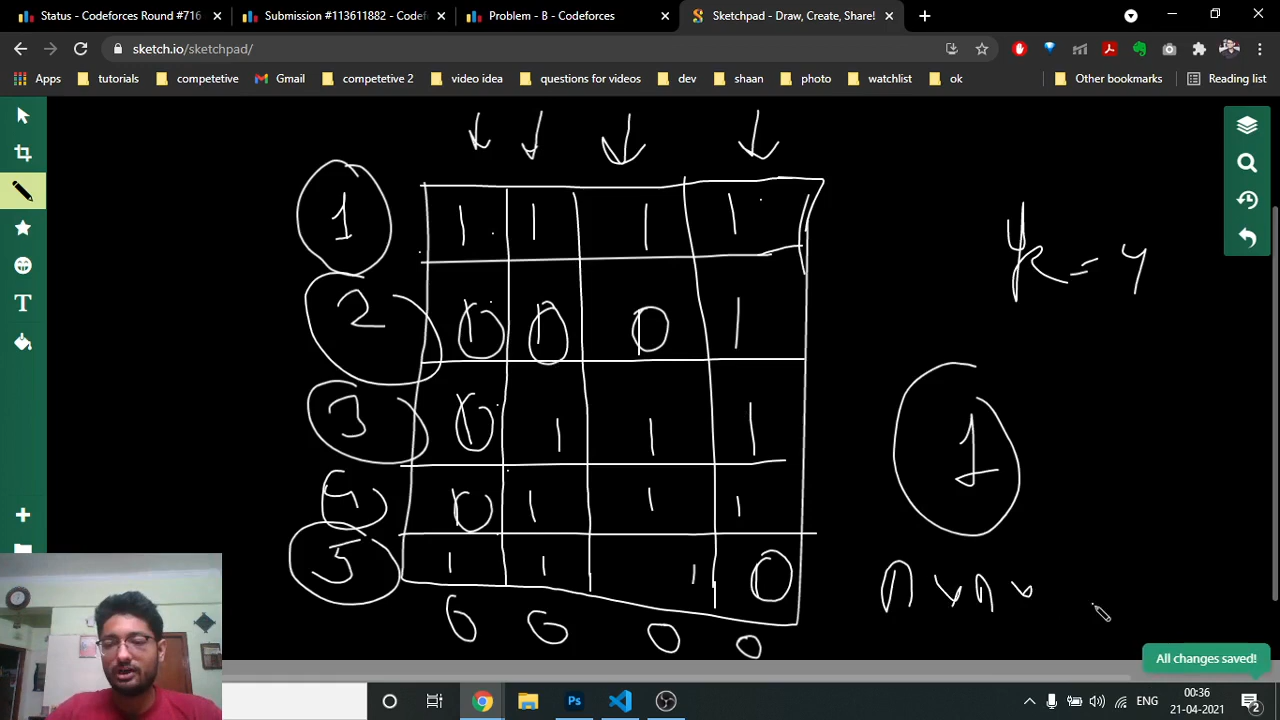 Status - Codeforces Round #716
Submission #113611882 - Codef
Problem - B - Codeforces
Sketchpad - Draw, Create, Share!
sketch.io/sketchpad/
Apps
tutorials
competetive
Gmail
competetive 2
video idea
questions for videos
dev
shaan
photo
watchlist
ok
Other bookmarks
Reading list
1 1 1 1 1
2 0 0 0 1
K = 4
3 0 1 1 1
1
4 0 1 1 1
5 1 1 1 0
n x n x
0 0 0 0
All changes saved!
ENG
00:36
21-04-2021
2